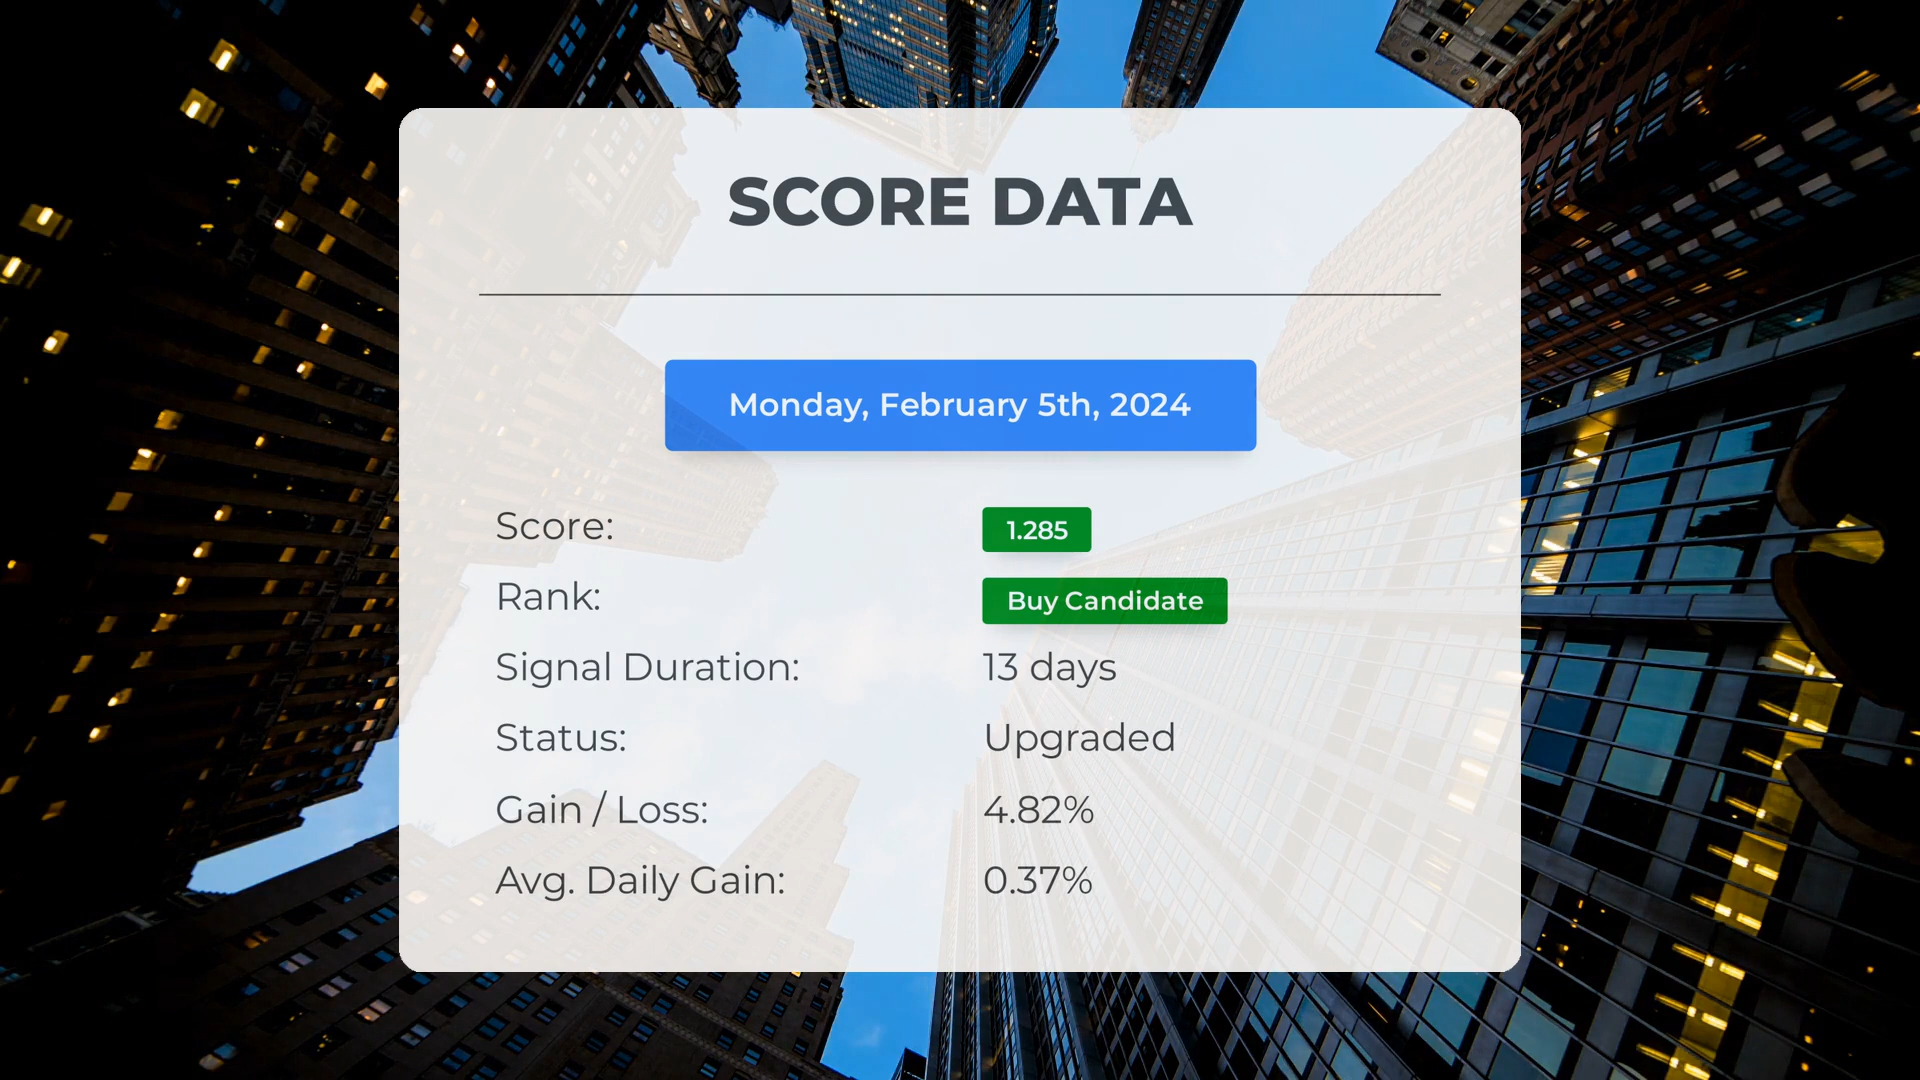 SCORE DATA
Monday, February 5th, 2024
Score: 1.285
Rank: Buy Candidate
Signal Duration: 13 days
Status: Upgraded
Gain / Loss: 4.82%
Avg. Daily Gain: 0.37%